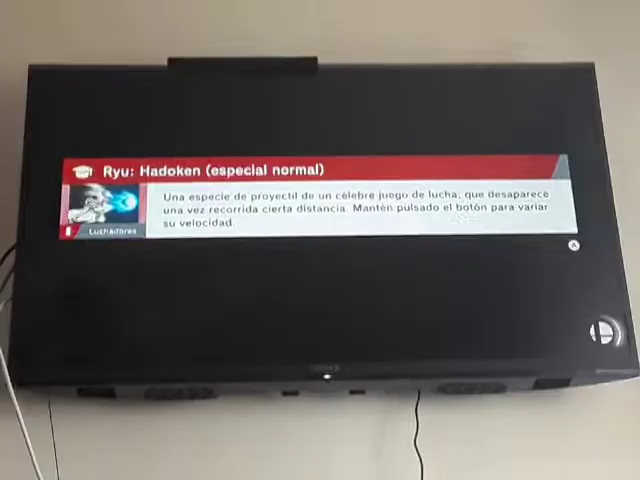 Ryu: Hadoken (especial normal)
Una especie de proyectil de un célebre juego de lucha, que desaparece
una vez recorrida cierta distancia. Mantén pulsado el botón para variar
su velocidad.
Luchadores
A